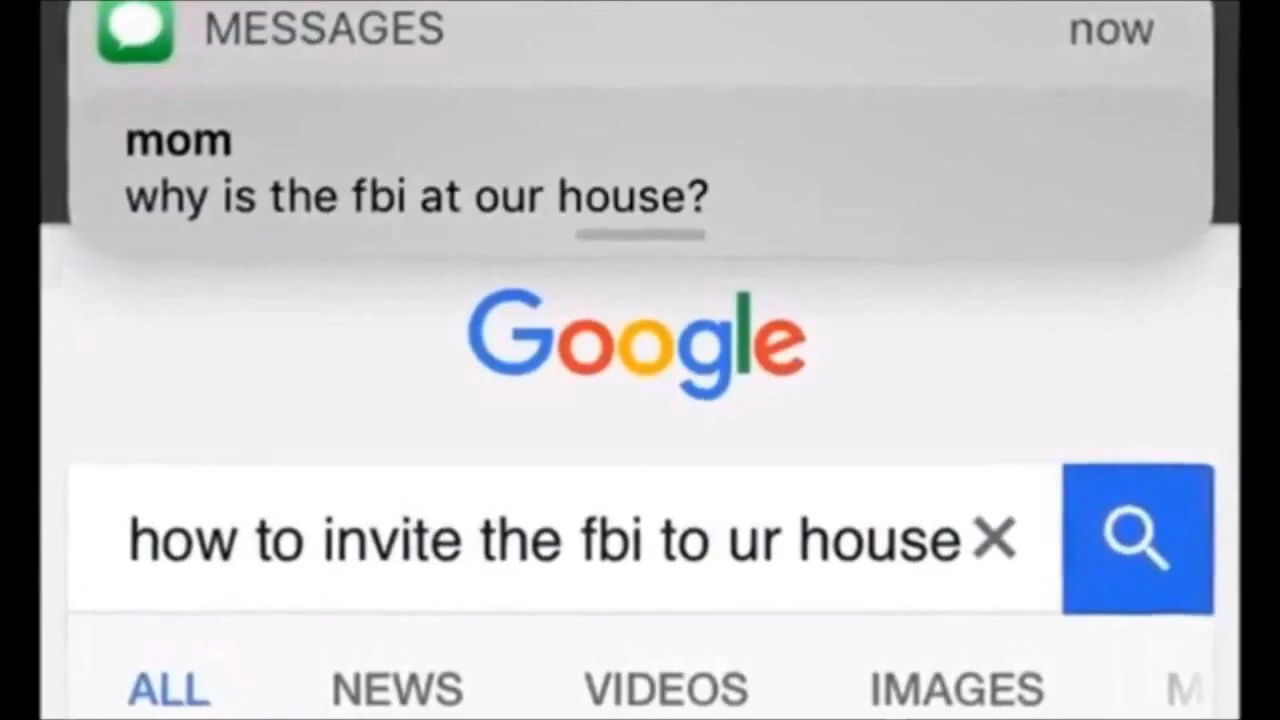 MESSAGES now
mom
why is the fbi at our house?
Google
how to invite the fbi to ur house
ALL NEWS VIDEOS IMAGES M